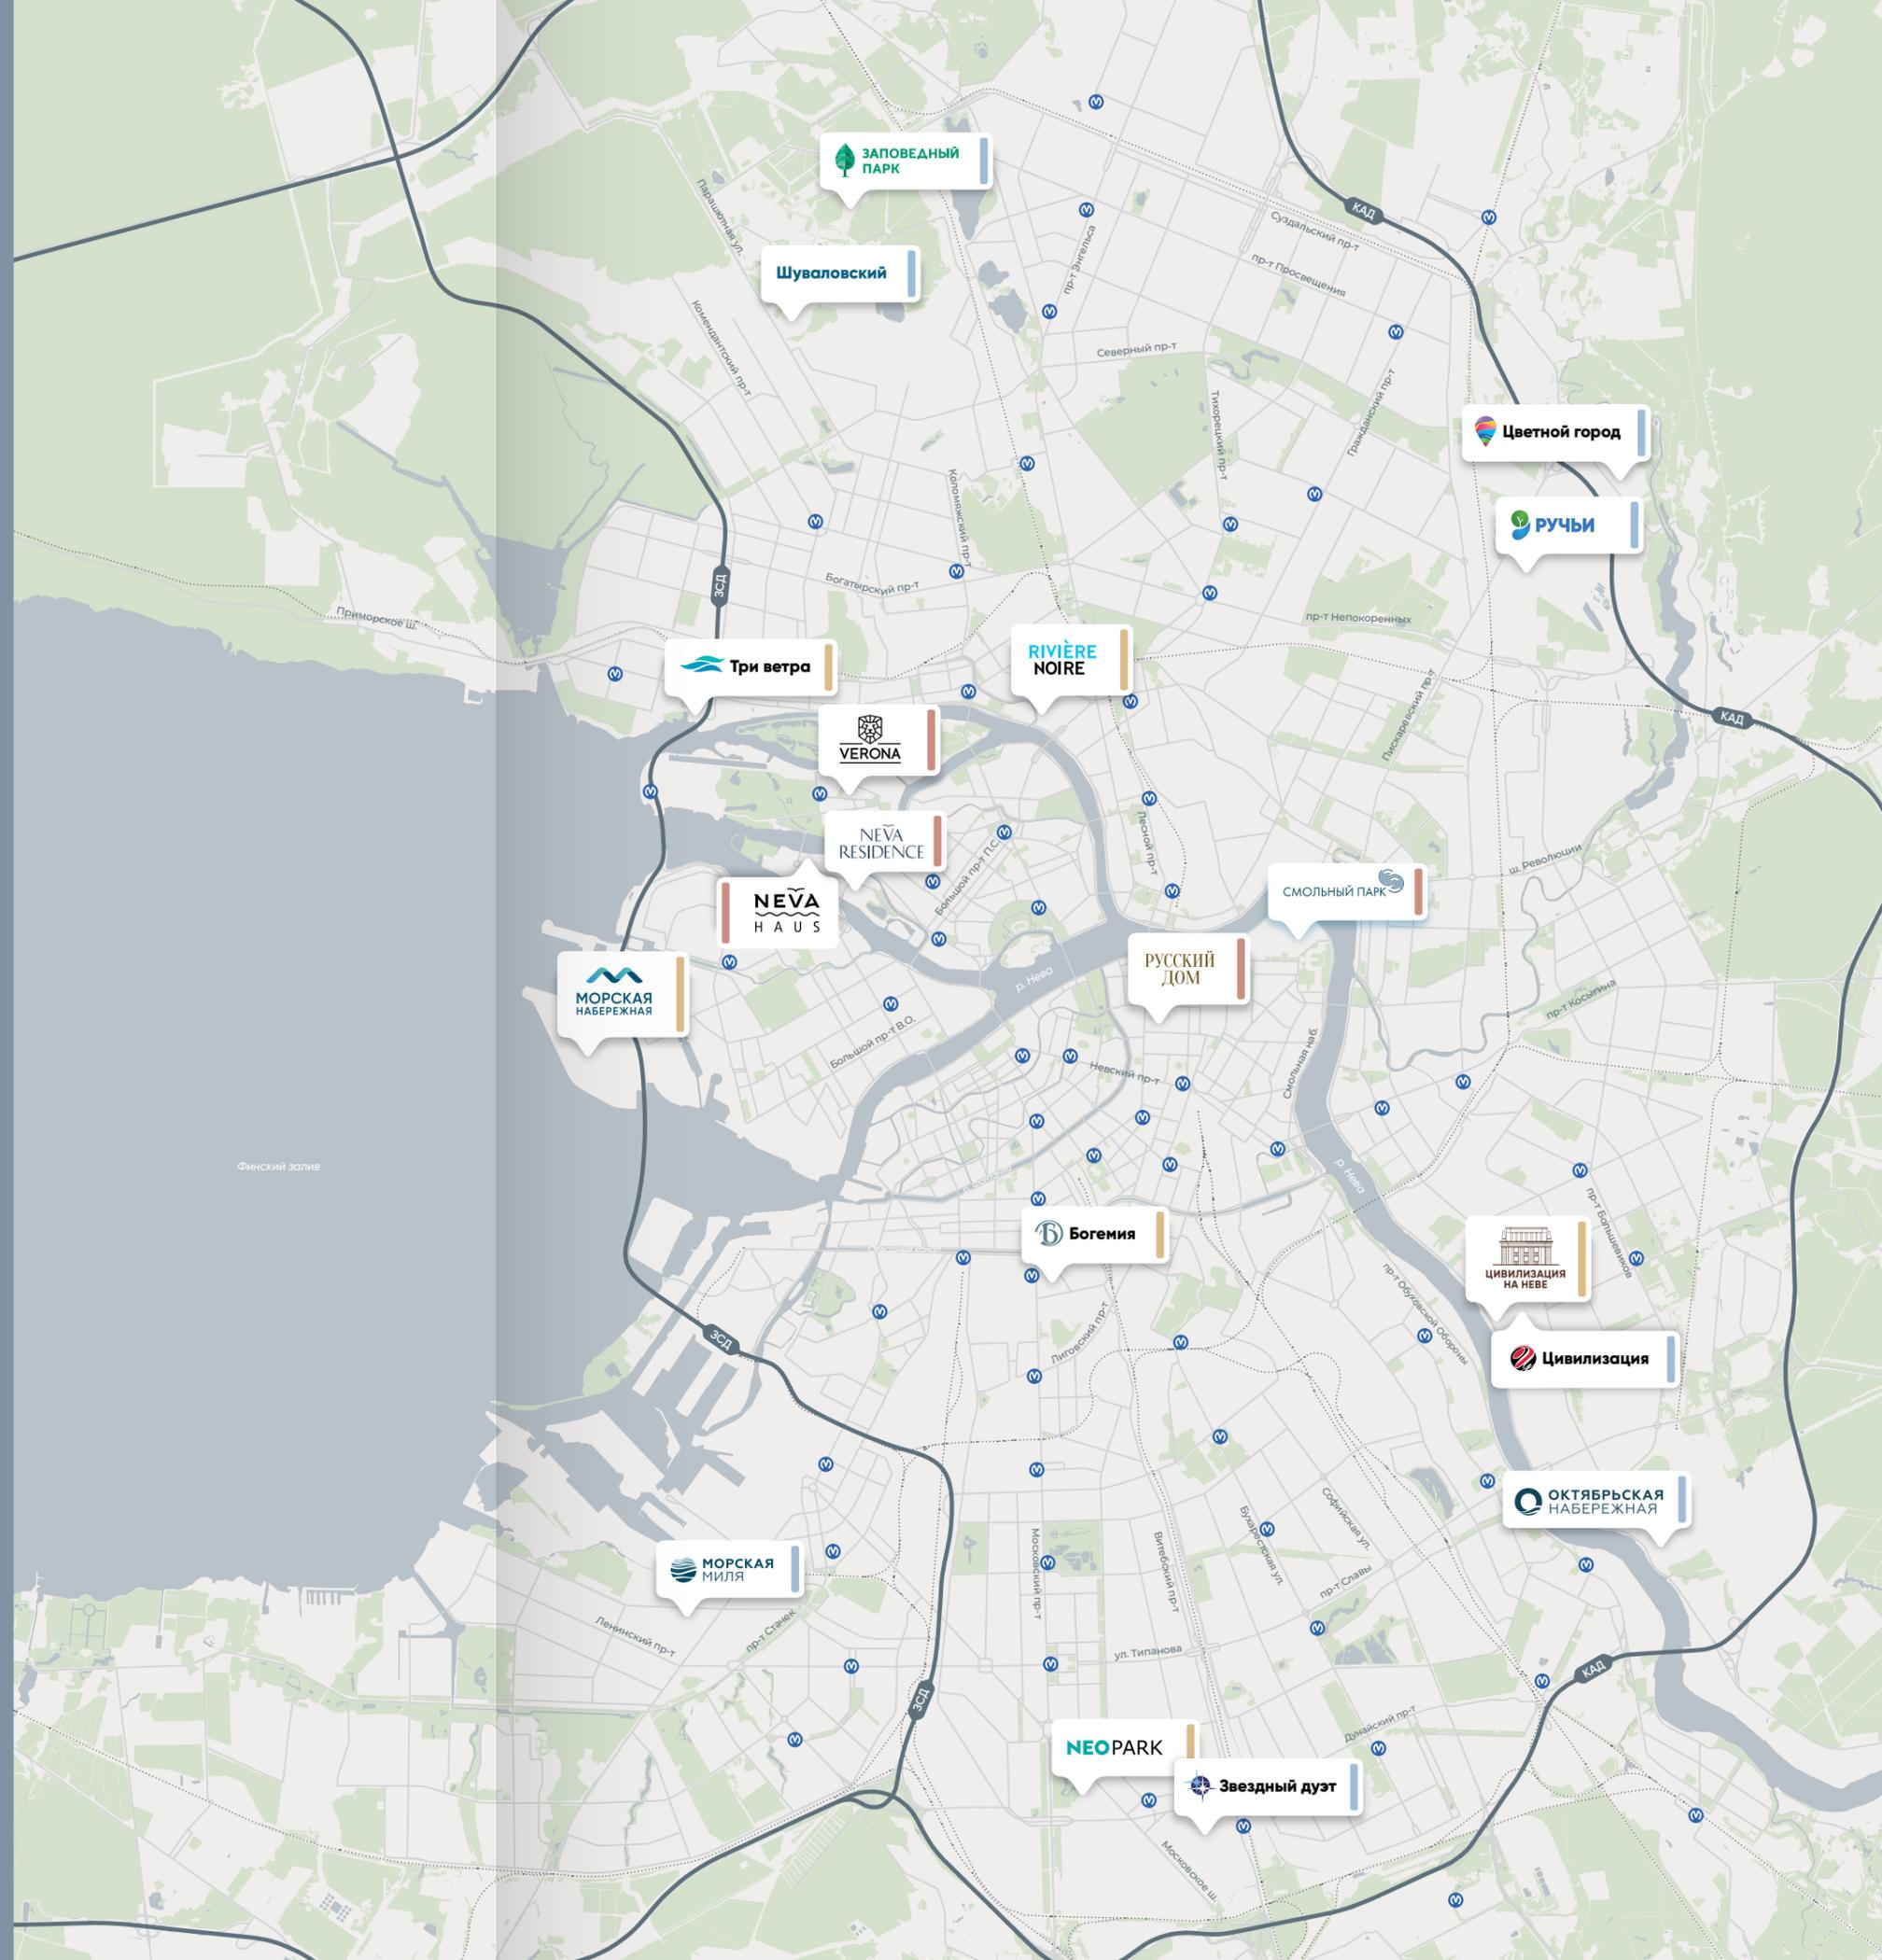 ЗАПОВЕДНЫЙ
ПАРК
Парашютная ул.
КАД
Суздальский пр-т
пр-т Энгельса
пр-т Просвещения
Шуваловский
Комендантский пр-т
Северный пр-т
Тихорецкий пр-т
Гражданский пр-т
Цветной город
Коломяжский пр-т
РУЧЬИ
ЗСД
Богатырский пр-т
Приморское ш.
пр-т Непокоренных
Три ветра
RIVIÈRE
NOIRE
Пискаревский пр-т
КАД
VERONA
Лесной пр-т
NEVA
RESIDENCE
Большой пр-т П.С.
ш. Революции
СМОЛЬНЫЙ ПАРК
NEVA
HAUS
РУССКИЙ
ДОМ
р. Нева
МОРСКАЯ
НАБЕРЕЖНАЯ
пр-т Косыгина
Большой пр-т В.О.
Невский пр-т
Смольная наб.
Финский залив
р. Нева
пр-т Большевиков
Богемия
ЦИВИЛИЗАЦИЯ
НА НЕВЕ
пр-т Обуховской Обороны
ЗСД
Лиговский пр-т
Цивилизация
ОКТЯБРЬСКАЯ
НАБЕРЕЖНАЯ
Бухарестская ул.
Софийская ул.
Московский пр-т
Витебский пр-т
МОРСКАЯ
МИЛЯ
пр-т Славы
Ленинский пр-т
пр-т Стачек
ул. Типанова
КАД
ЗСД
Дунайский пр-т
NEOPARK
Звездный дуэт
Московское ш.